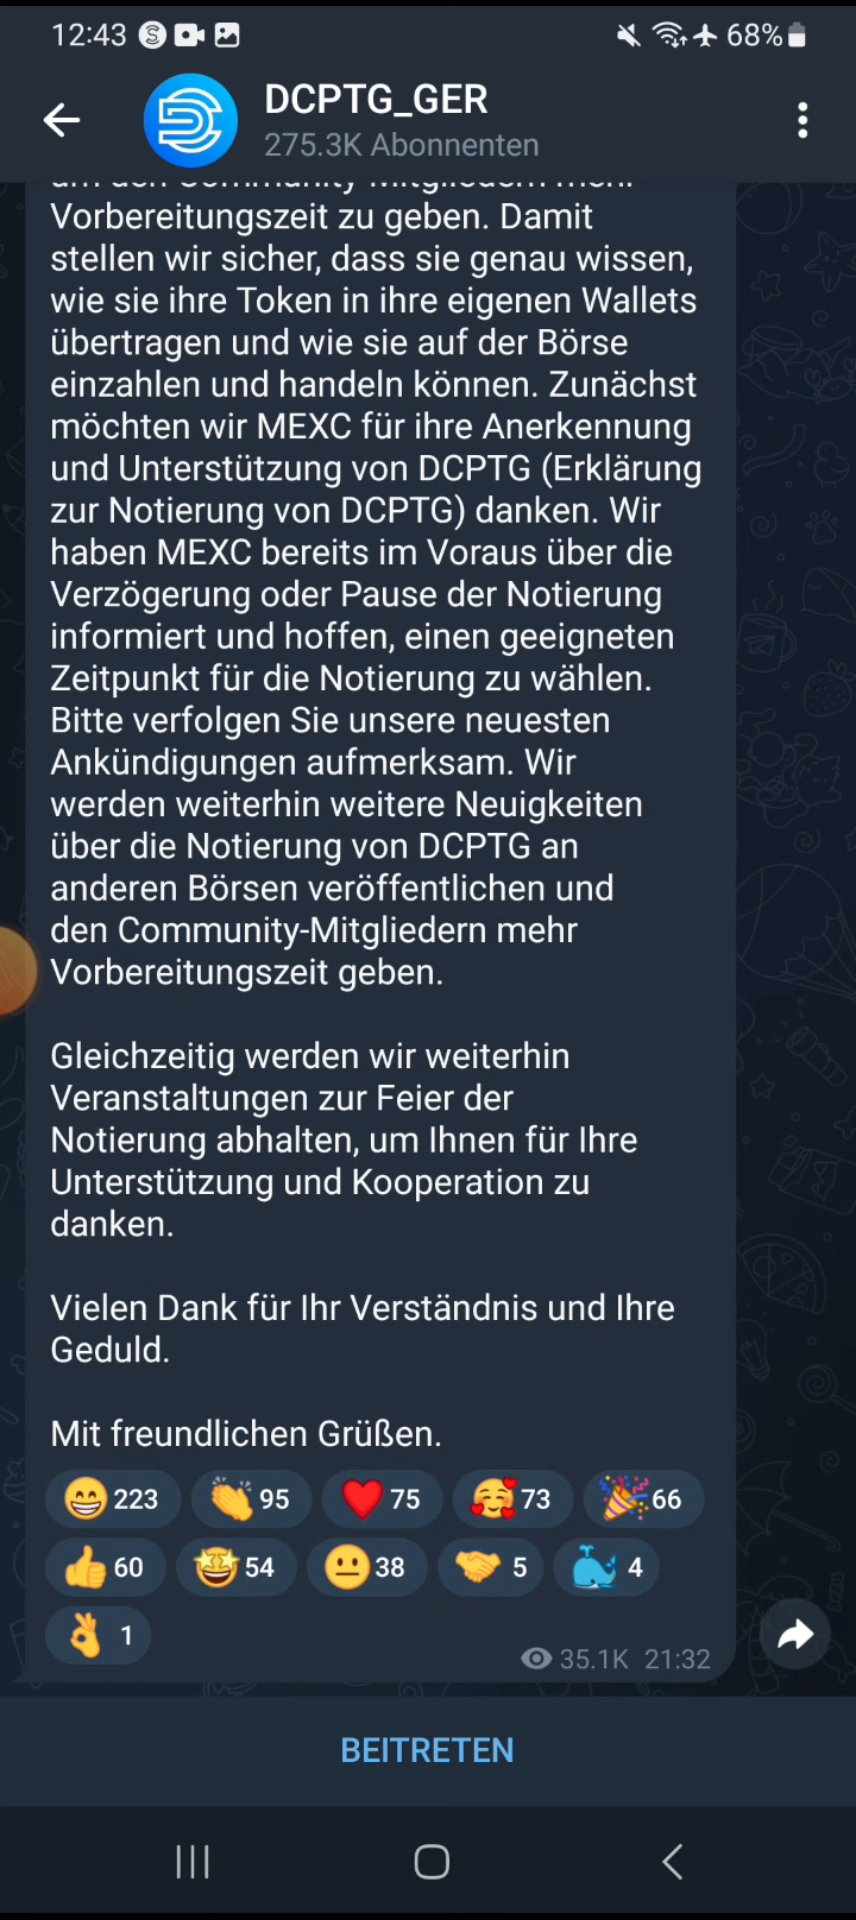 12:43
68%
DCPTG_GER
275.3K Abonnenten
um den Community-Mitgliedern mehr
Vorbereitungszeit zu geben. Damit
stellen wir sicher, dass sie genau wissen,
wie sie ihre Token in ihre eigenen Wallets
übertragen und wie sie auf der Börse
einzahlen und handeln können. Zunächst
möchten wir MEXC für ihre Anerkennung
und Unterstützung von DCPTG (Erklärung
zur Notierung von DCPTG) danken. Wir
haben MEXC bereits im Voraus über die
Verzögerung oder Pause der Notierung
informiert und hoffen, einen geeigneten
Zeitpunkt für die Notierung zu wählen.
Bitte verfolgen Sie unsere neuesten
Ankündigungen aufmerksam. Wir
werden weiterhin weitere Neuigkeiten
über die Notierung von DCPTG an
anderen Börsen veröffentlichen und
den Community-Mitgliedern mehr
Vorbereitungszeit geben.
Gleichzeitig werden wir weiterhin
Veranstaltungen zur Feier der
Notierung abhalten, um Ihnen für Ihre
Unterstützung und Kooperation zu
danken.
Vielen Dank für Ihr Verständnis und Ihre
Geduld.
Mit freundlichen Grüßen.
223 95 75 73 66
60 54 38 5 4
1
35.1K 21:32
BEITRETEN